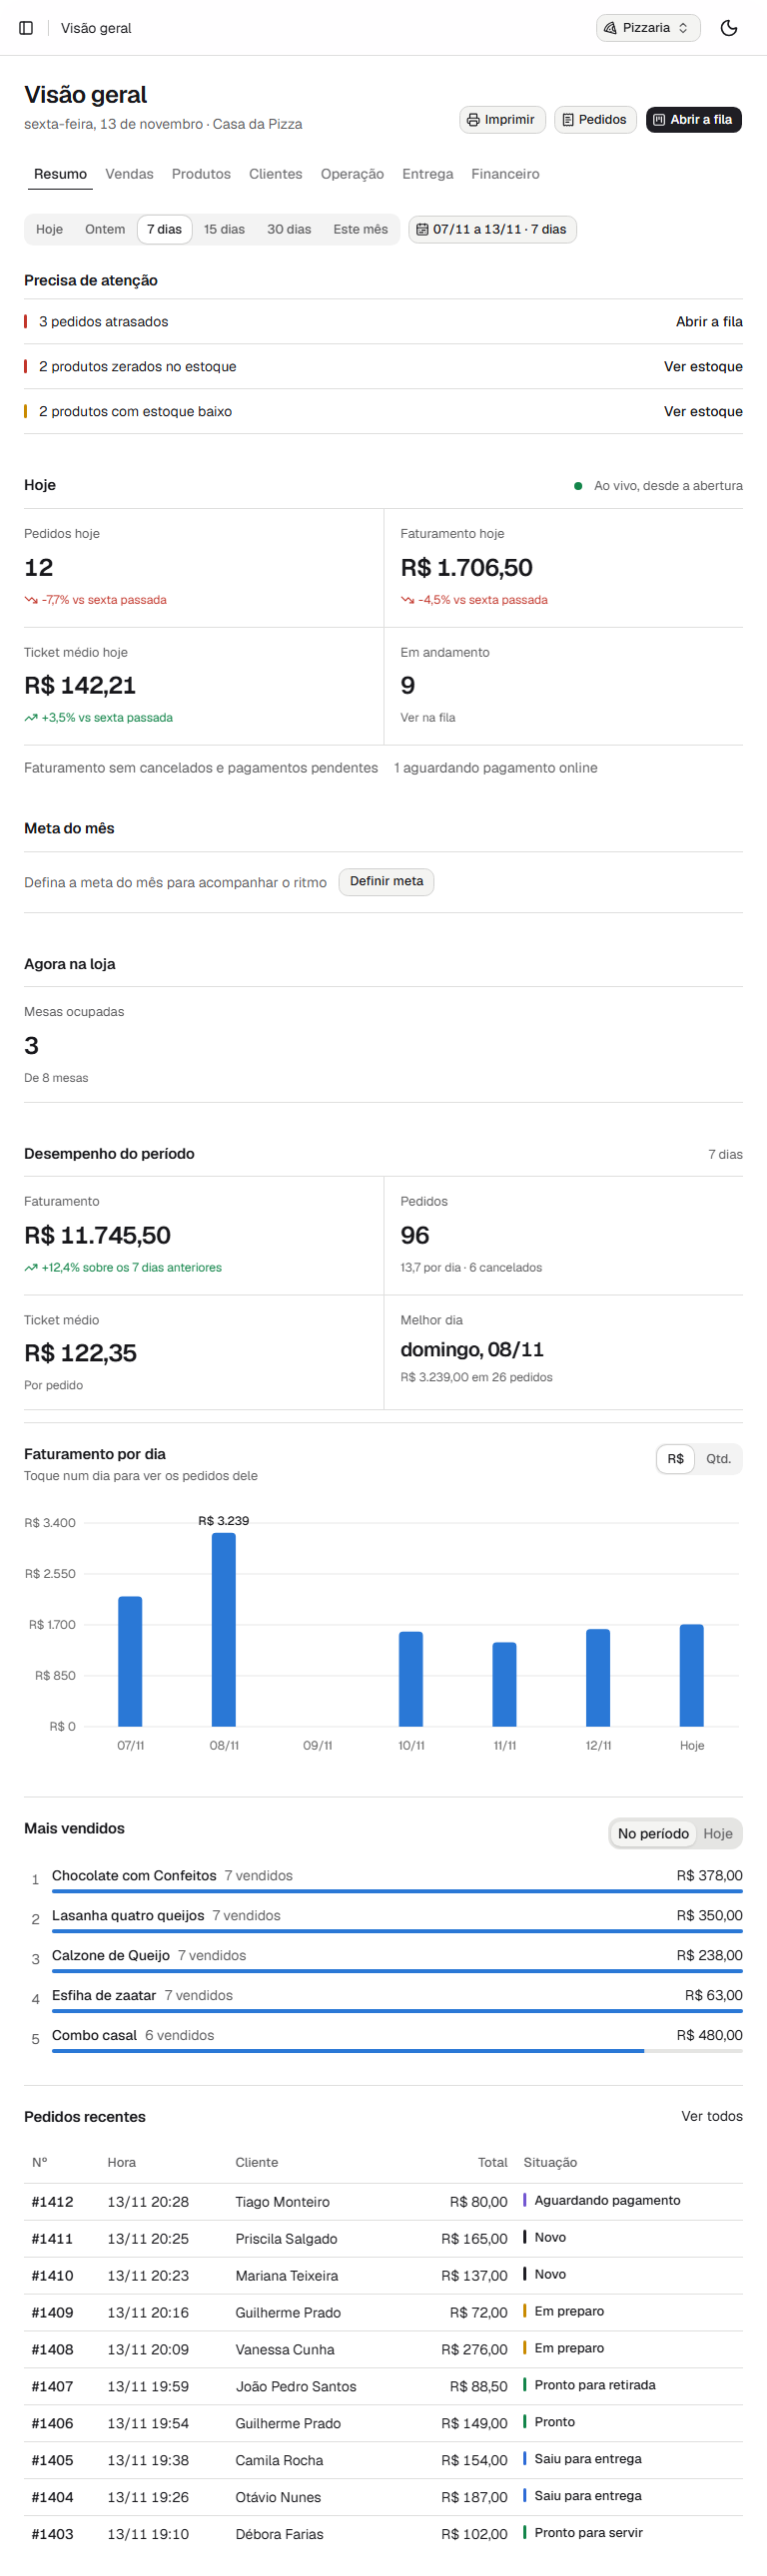 Visão geral
Pizzaria
Visão geral
sexta-feira, 13 de novembro · Casa da Pizza
Imprimir
Pedidos
Abrir a fila
Resumo Vendas Produtos Clientes Operação Entrega Financeiro
Hoje Ontem 7 dias 15 dias 30 dias Este mês
07/11 a 13/11 · 7 dias
Precisa de atenção
3 pedidos atrasados Abrir a fila
2 produtos zerados no estoque Ver estoque
2 produtos com estoque baixo Ver estoque
Hoje Ao vivo, desde a abertura
Pedidos hoje
12
-7,7% vs sexta passada
Faturamento hoje
R$ 1.706,50
-4,5% vs sexta passada
Ticket médio hoje
R$ 142,21
+3,5% vs sexta passada
Em andamento
9
Ver na fila
Faturamento sem cancelados e pagamentos pendentes 1 aguardando pagamento online
Meta do mês
Defina a meta do mês para acompanhar o ritmo Definir meta
Agora na loja
Mesas ocupadas
3
De 8 mesas
Desempenho do período 7 dias
Faturamento
R$ 11.745,50
+12,4% sobre os 7 dias anteriores
Pedidos
96
13,7 por dia · 6 cancelados
Ticket médio
R$ 122,35
Por pedido
Melhor dia
domingo, 08/11
R$ 3.239,00 em 26 pedidos
Faturamento por dia
Toque num dia para ver os pedidos dele
R$ Qtd.
R$ 3.400
R$ 3.239
R$ 2.550
R$ 1.700
R$ 850
R$ 0
07/11 08/11 09/11 10/11 11/11 12/11 Hoje
Mais vendidos No período Hoje
1 Chocolate com Confeitos 7 vendidos R$ 378,00
2 Lasanha quatro queijos 7 vendidos R$ 350,00
3 Calzone de Queijo 7 vendidos R$ 238,00
4 Esfiha de zaatar 7 vendidos R$ 63,00
5 Combo casal 6 vendidos R$ 480,00
Pedidos recentes Ver todos
Nº Hora Cliente Total Situação
#1412 13/11 20:28 Tiago Monteiro R$ 80,00 Aguardando pagamento
#1411 13/11 20:25 Priscila Salgado R$ 165,00 Novo
#1410 13/11 20:23 Mariana Teixeira R$ 137,00 Novo
#1409 13/11 20:16 Guilherme Prado R$ 72,00 Em preparo
#1408 13/11 20:09 Vanessa Cunha R$ 276,00 Em preparo
#1407 13/11 19:59 João Pedro Santos R$ 88,50 Pronto para retirada
#1406 13/11 19:54 Guilherme Prado R$ 149,00 Pronto
#1405 13/11 19:38 Camila Rocha R$ 154,00 Saiu para entrega
#1404 13/11 19:26 Otávio Nunes R$ 187,00 Saiu para entrega
#1403 13/11 19:10 Débora Farias R$ 102,00 Pronto para servir